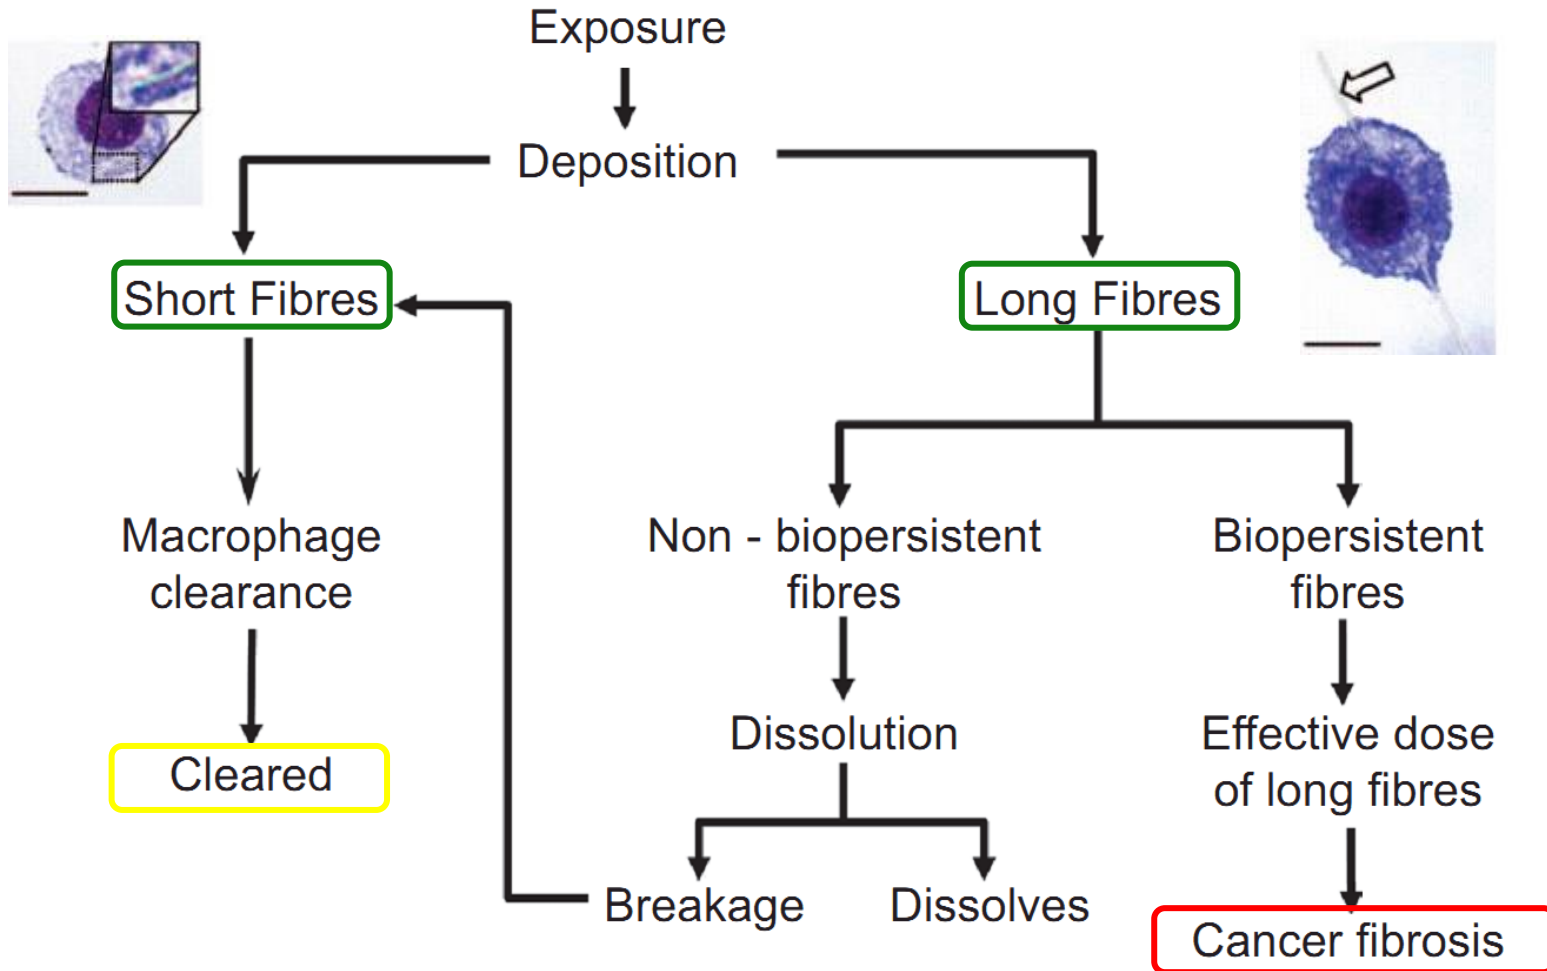 Exposure
Deposition
Short Fibres
Long Fibres
Macrophage
clearance
Non - biopersistent
fibres
Biopersistent
fibres
Dissolution
Effective dose
of long fibres
Cleared
Breakage
Dissolves
Cancer fibrosis